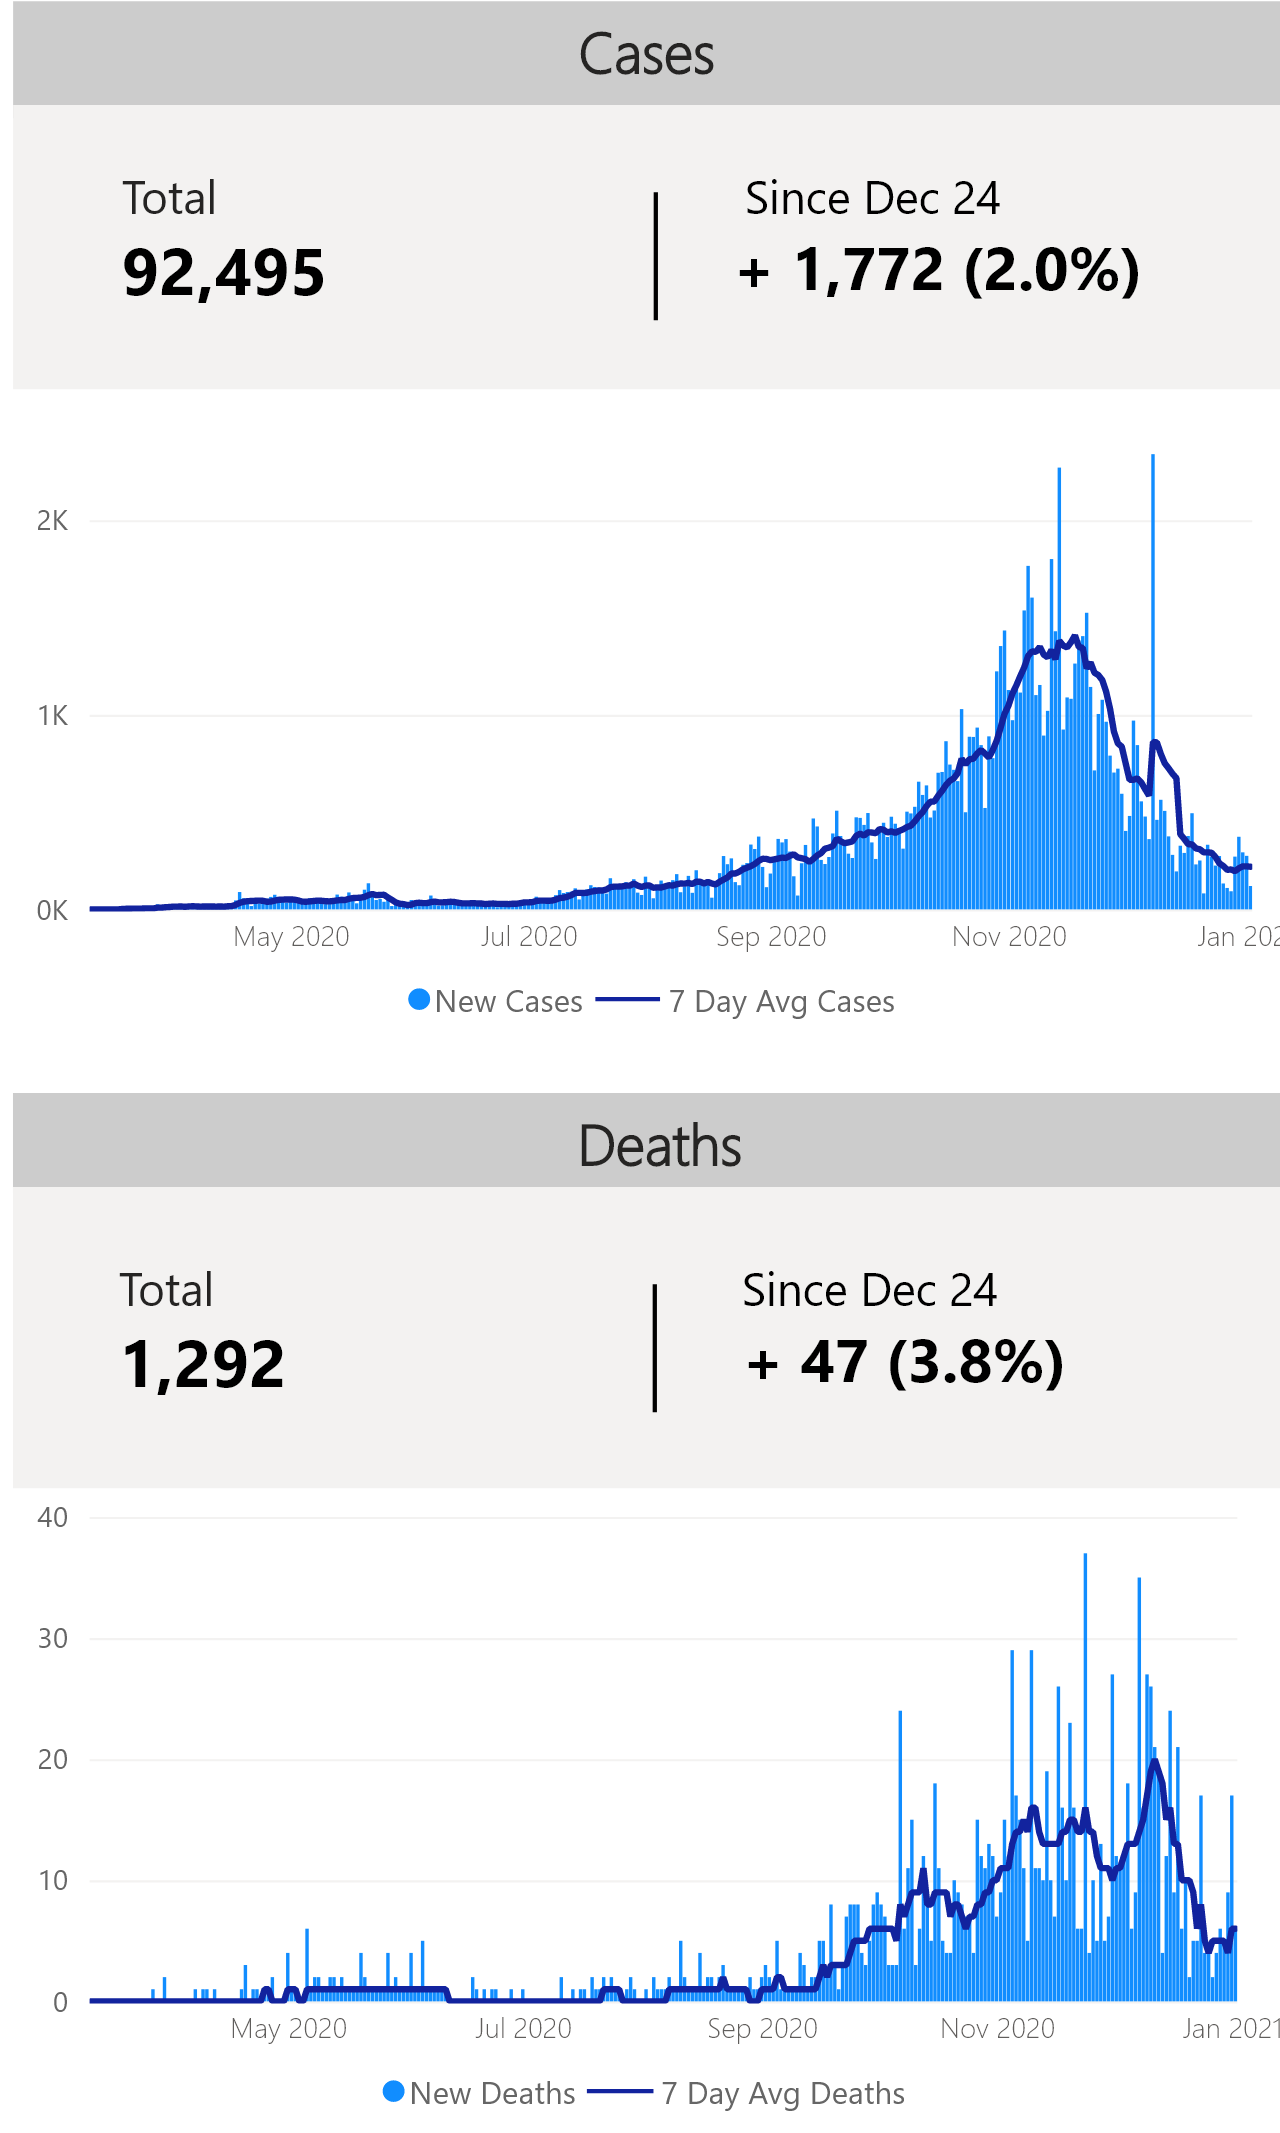 Cases
Total
Since Dec 24
92,495
+ 1,772 (2.0%)
2K
1K
0K
May 2020 Jul 2020 Sep 2020 Nov 2020 Jan 202
New Cases 7 Day Avg Cases
Deaths
Total
Since Dec 24
1,292
+ 47 (3.8%)
40
30
20
10
0
May 2020 Jul 2020 Sep 2020 Nov 2020 Jan 2021
New Deaths 7 Day Avg Deaths